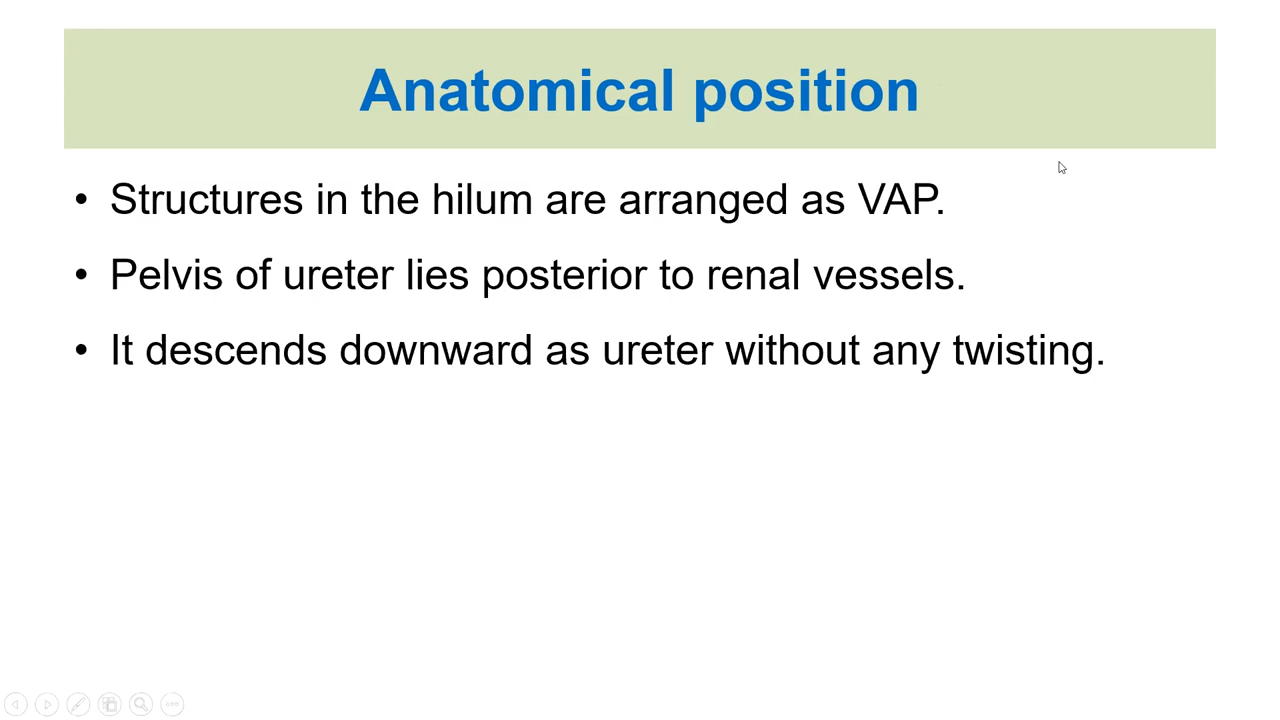 Anatomical position
• Structures in the hilum are arranged as VAP.
• Pelvis of ureter lies posterior to renal vessels.
• It descends downward as ureter without any twisting.